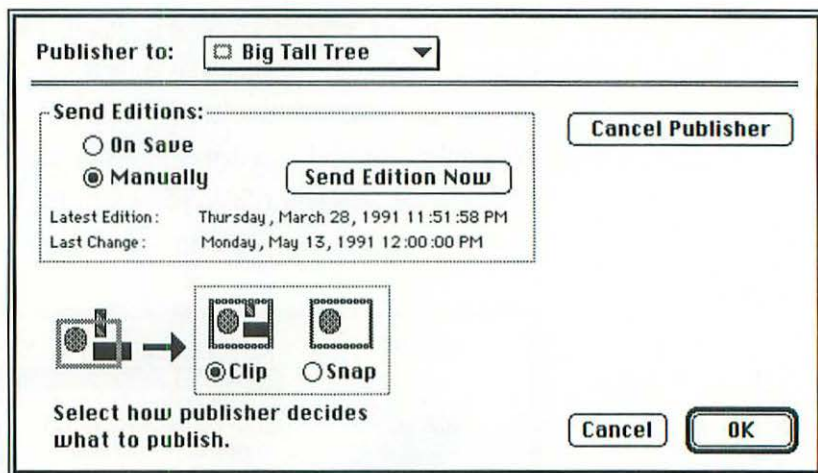 Publisher to: Big Tall Tree
Send Editions:
On Save
Manually
Send Edition Now
Cancel Publisher
Latest Edition: Thursday, March 28, 1991 11:51:58 PM
Last Change: Monday, May 13, 1991 12:00:00 PM
Clip
Snap
Select how publisher decides
what to publish.
Cancel
OK